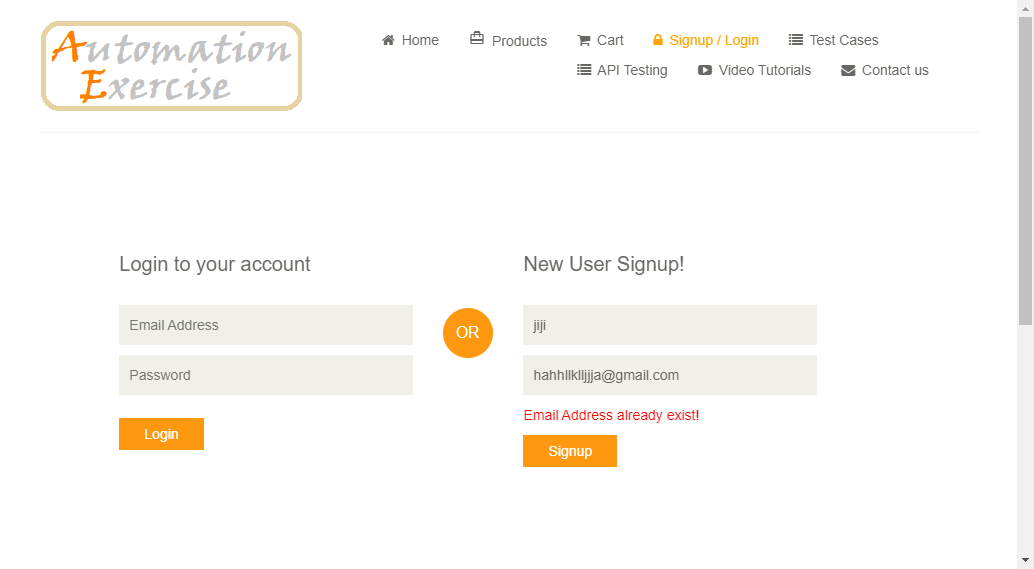 Automation
Exercise
Home
Products
Cart
Signup / Login
Test Cases
API Testing
Video Tutorials
Contact us
Login to your account
Email Address
Password
Login
OR
New User Signup!
jiji
hahhllklljjja@gmail.com
Email Address already exist!
Signup